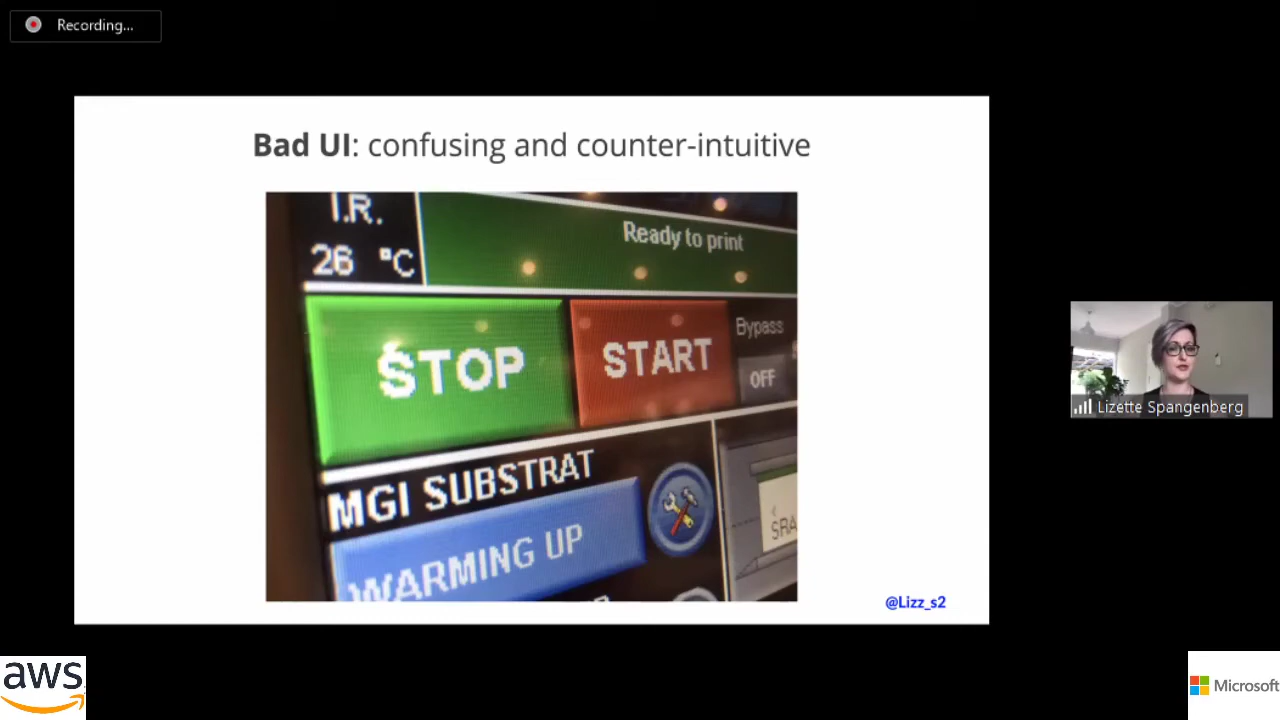 Recording...
Bad UI: confusing and counter-intuitive
I.R.
26 °C
Ready to print
STOP
START
Bypass
OFF
MGI SUBSTRAT
WARMING UP
SRA
@Lizz_s2
Lizette Spangenberg
aws
Microsoft